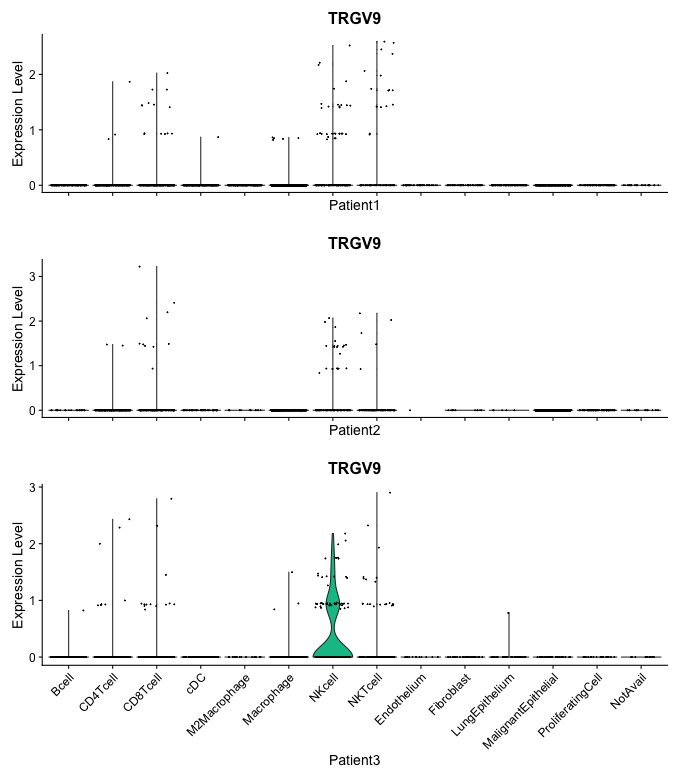 TRGV9
Expression Level
2
1
0
Patient1
TRGV9
Expression Level
3
2
1
0
Patient2
TRGV9
Expression Level
3
2
1
0
Bcell
CD4Tcell
CD8Tcell
cDC
M2Macrophage
Macrophage
NKcell
NKTcell
Endothelium
Fibroblast
LungEpithelium
MalignantEpithelial
ProliferatingCell
NotAvail
Patient3